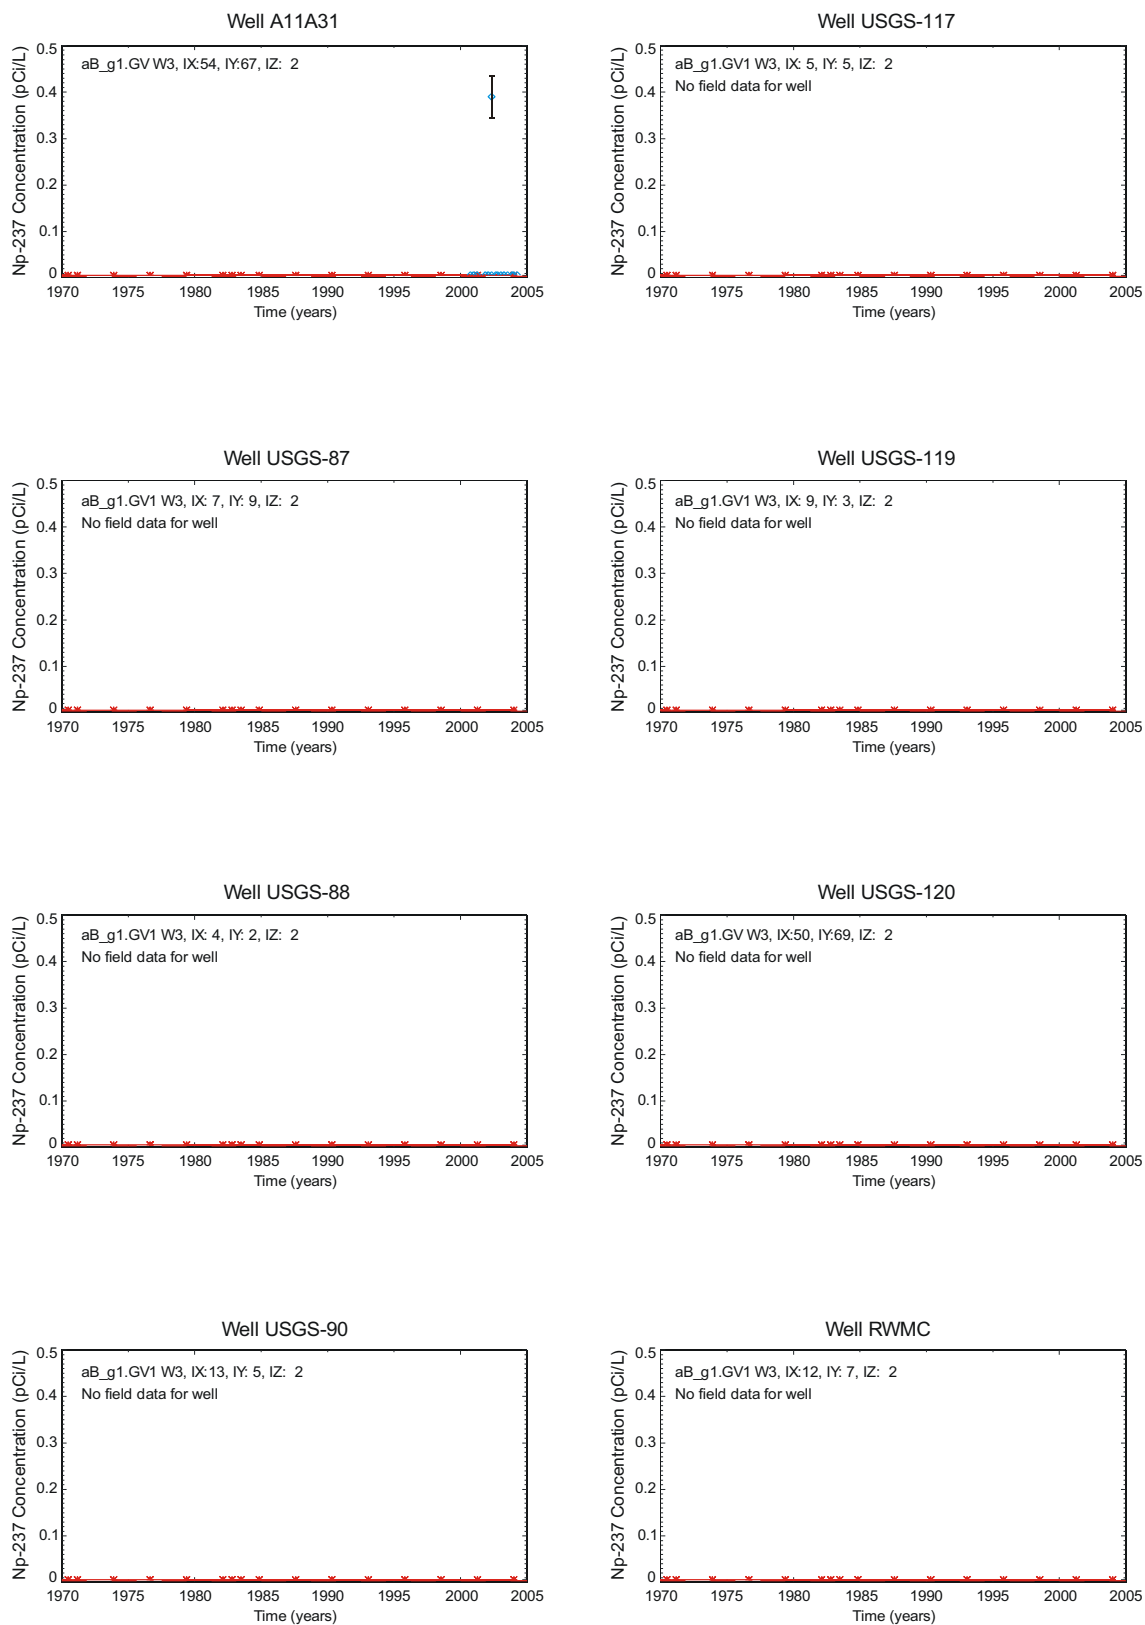 Well A11A31
Np-237 Concentration (pCi/L)
aB_g1.GV W3, IX:54, IY:67, IZ: 2
0.5
0.4
0.3
0.2
0.1
0
1970 1975 1980 1985 1990 1995 2000 2005
Time (years)
Well USGS-117
Np-237 Concentration (pCi/L)
aB_g1.GV1 W3, IX: 5, IY: 5, IZ: 2
No field data for well
0.5
0.4
0.3
0.2
0.1
0
1970 1975 1980 1985 1990 1995 2000 2005
Time (years)
Well USGS-87
Np-237 Concentration (pCi/L)
aB_g1.GV1 W3, IX: 7, IY: 9, IZ: 2
No field data for well
0.5
0.4
0.3
0.2
0.1
0
1970 1975 1980 1985 1990 1995 2000 2005
Time (years)
Well USGS-119
Np-237 Concentration (pCi/L)
aB_g1.GV1 W3, IX: 9, IY: 3, IZ: 2
No field data for well
0.5
0.4
0.3
0.2
0.1
0
1970 1975 1980 1985 1990 1995 2000 2005
Time (years)
Well USGS-88
Np-237 Concentration (pCi/L)
aB_g1.GV1 W3, IX: 4, IY: 2, IZ: 2
No field data for well
0.5
0.4
0.3
0.2
0.1
0
1970 1975 1980 1985 1990 1995 2000 2005
Time (years)
Well USGS-120
Np-237 Concentration (pCi/L)
aB_g1.GV W3, IX:50, IY:69, IZ: 2
No field data for well
0.5
0.4
0.3
0.2
0.1
0
1970 1975 1980 1985 1990 1995 2000 2005
Time (years)
Well USGS-90
Np-237 Concentration (pCi/L)
aB_g1.GV1 W3, IX:13, IY: 5, IZ: 2
No field data for well
0.5
0.4
0.3
0.2
0.1
0
1970 1975 1980 1985 1990 1995 2000 2005
Time (years)
Well RWMC
Np-237 Concentration (pCi/L)
aB_g1.GV1 W3, IX:12, IY: 7, IZ: 2
No field data for well
0.5
0.4
0.3
0.2
0.1
0
1970 1975 1980 1985 1990 1995 2000 2005
Time (years)